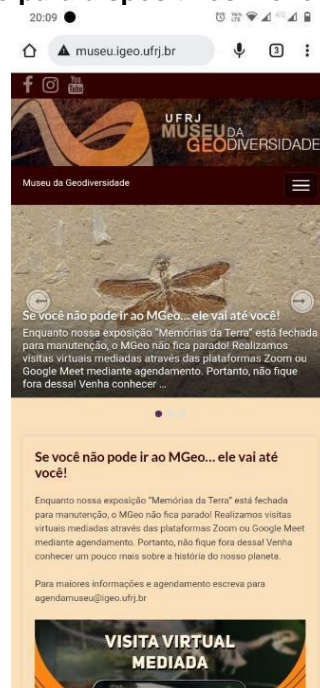 para dispositivos
20:09
museu.igeo.ufrj.br
3
You
Tube
UFRJ
MUSEU DA
GEODIVERSIDADE
Museu da Geodiversidade
Se você não pode ir ao MGeo... ele vai até você!
Enquanto nossa exposição "Memórias da Terra" está fechada
para manutenção, o MGeo não fica parado! Realizamos
visitas virtuais mediadas através das plataformas Zoom ou
Google Meet mediante agendamento. Portanto, não fique
fora dessa! Venha conhecer ...
Se você não pode ir ao MGeo... ele vai até
você!
Enquanto nossa exposição "Memórias da Terra" está fechada
para manutenção, o MGeo não fica parado! Realizamos visitas
virtuais mediadas através das plataformas Zoom ou Google Meet
mediante agendamento. Portanto, não fique fora dessa! Venha
conhecer um pouco mais sobre a história do nosso planeta.
Para maiores informações e agendamento escreva para
agendamuseu@igeo.ufrj.br
VISITA VIRTUAL
MEDIADA